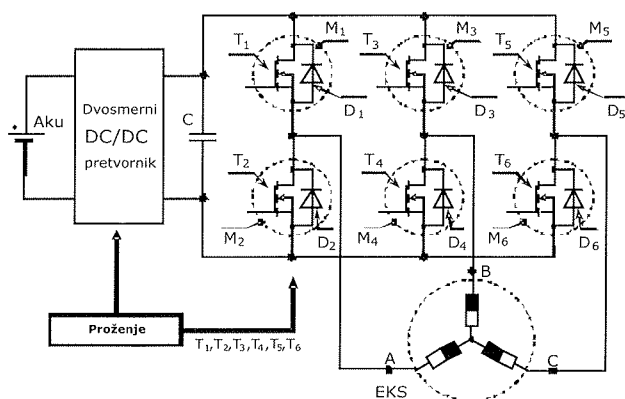 M1 M3 M5
T1 T3 T5
Aku
Dvosmerni
DC/DC
pretvornik
C
D1 D3 D5
T2 T4 T6
M2 D2 M4 D4 M6 D6
B
Proženje
T1,T2,T3,T4,T5,T6
A C
EKS
+